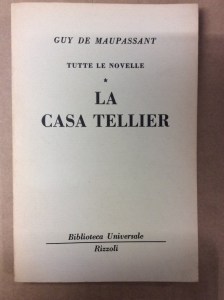 GUY DE MAUPASSANT
TUTTE LE NOVELLE
*
LA
CASA TELLIER
Biblioteca Universale
Rizzoli